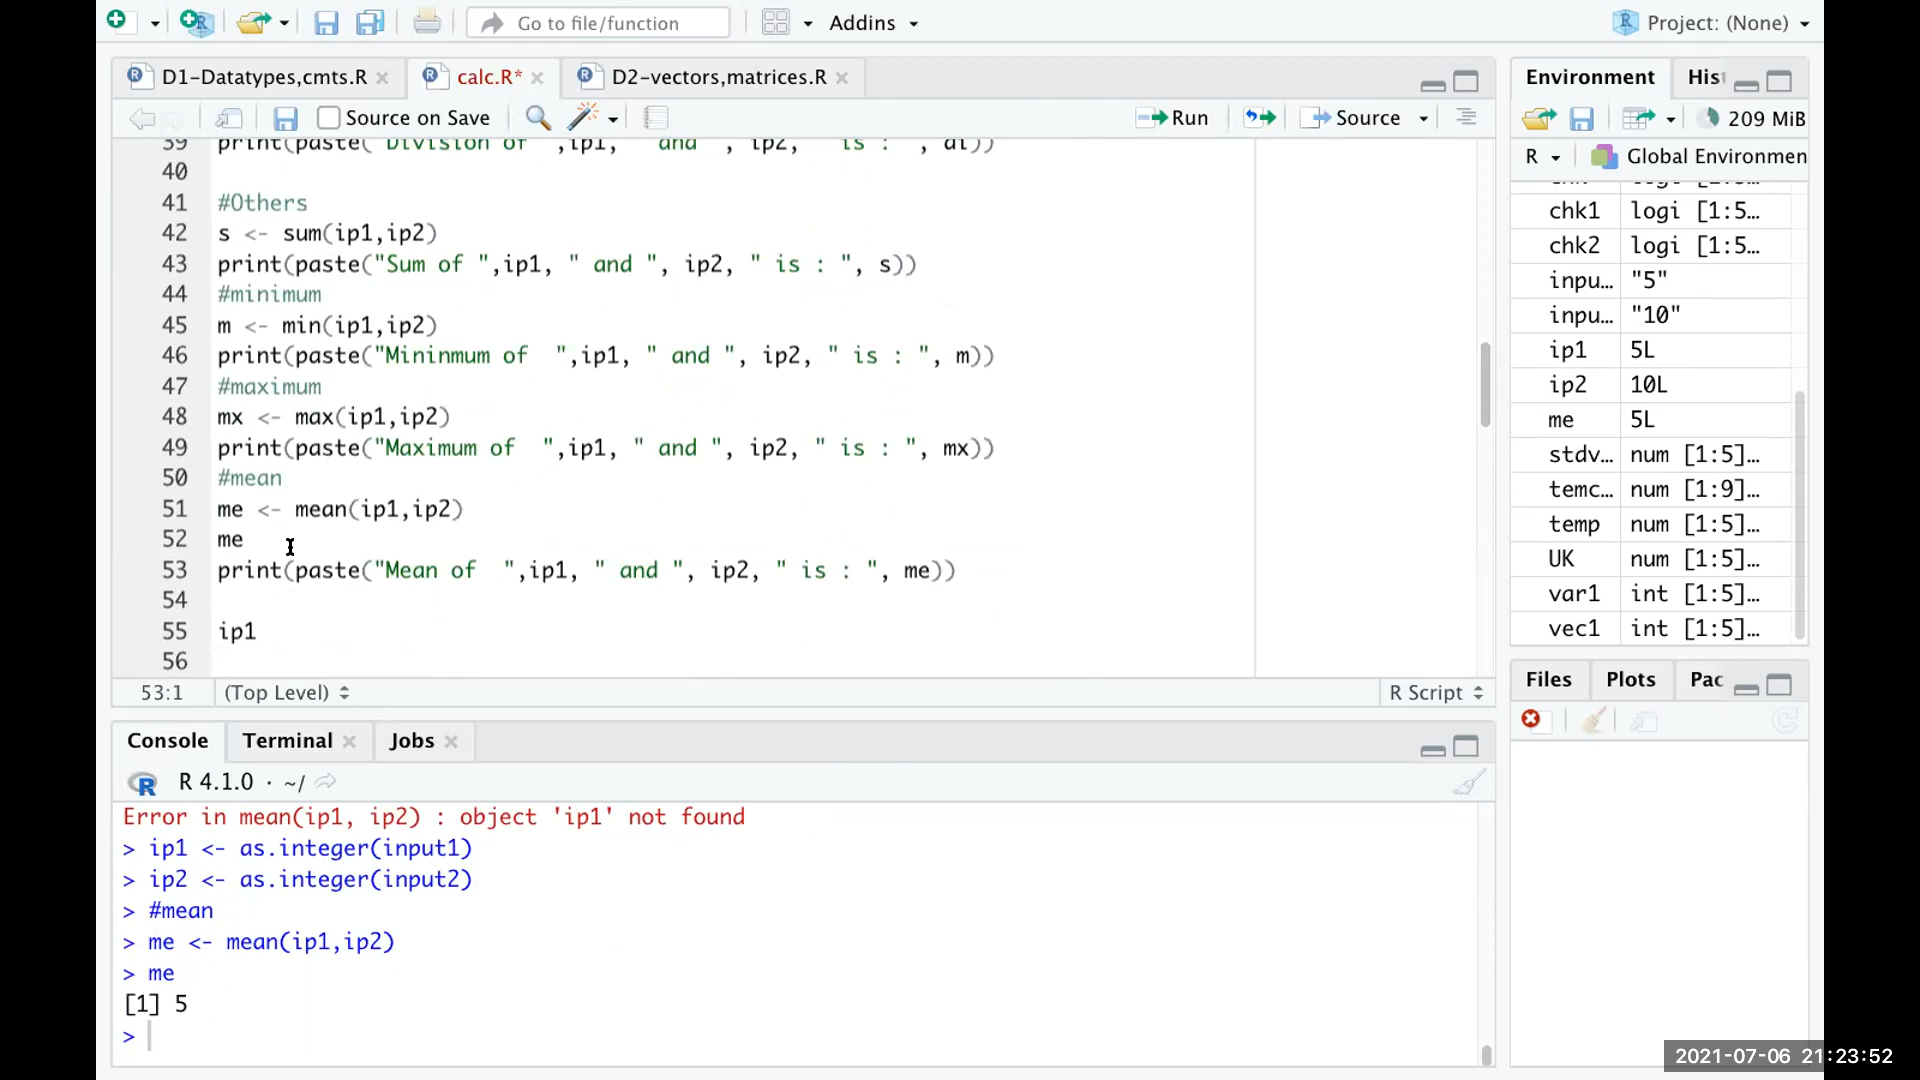 Go to file/function
Addins
Project: (None)
D1-Datatypes,cmts.R
calc.R*
D2-vectors,matrices.R
Source on Save
Run
Source
39 print(paste("Division of ",ip1, " and ", ip2, " is : ", di))
40
41 #Others
42 s <- sum(ip1,ip2)
43 print(paste("Sum of ",ip1, " and ", ip2, " is : ", s))
44 #minimum
45 m <- min(ip1,ip2)
46 print(paste("Mininmum of  ",ip1, " and ", ip2, " is : ", m))
47 #maximum
48 mx <- max(ip1,ip2)
49 print(paste("Maximum of  ",ip1, " and ", ip2, " is : ", mx))
50 #mean
51 me <- mean(ip1,ip2)
52 me
53 print(paste("Mean of  ",ip1, " and ", ip2, " is : ", me))
54
55 ip1
56
53:1 (Top Level) R Script
Console Terminal Jobs
R 4.1.0 · ~/
Error in mean(ip1, ip2) : object 'ip1' not found
> ip1 <- as.integer(input1)
> ip2 <- as.integer(input2)
> #mean
> me <- mean(ip1,ip2)
> me
[1] 5
>
Environment His
209 MiB
R Global Environmen
chk1 logi [1:5…
chk2 logi [1:5…
inpu… "5"
inpu… "10"
ip1 5L
ip2 10L
me 5L
stdv… num [1:5]…
temc… num [1:9]…
temp num [1:5]…
UK num [1:5]…
var1 int [1:5]…
vec1 int [1:5]…
Files Plots Pac
2021-07-06 21:23:52